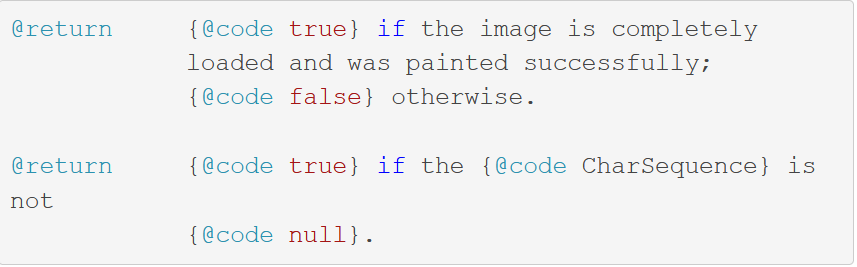 @return     {@code true} if the image is completely
            loaded and was painted successfully;
            {@code false} otherwise.

@return     {@code true} if the {@code CharSequence} is
not
            {@code null}.